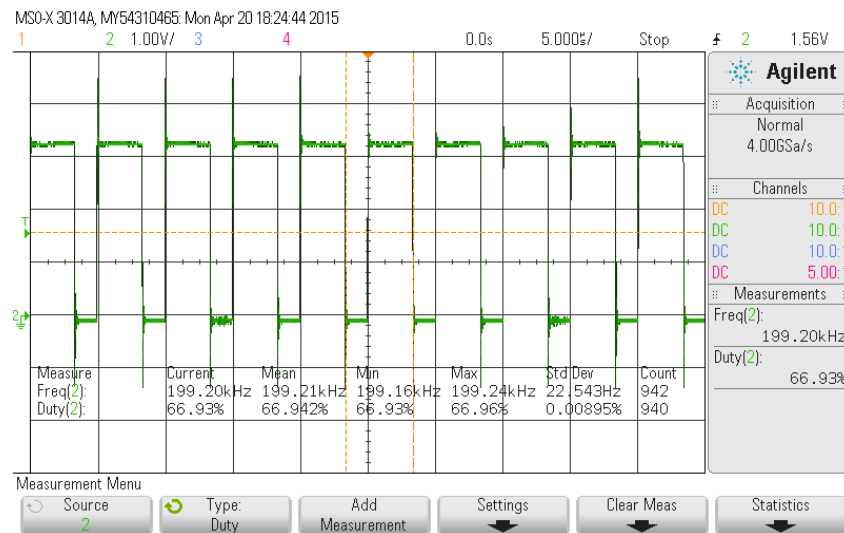 MSO-X 3014A, MY54310465: Mon Apr 20 18:24:44 2015
1 2 1.00V/ 3 4 0.0s 5.000s/ Stop 2 1.56V
Agilent
Acquisition
Normal
4.00GSa/s
Channels
DC 10.0:
DC 10.0:
DC 10.0:
DC 5.00:
Measurements
Freq(2):
199.20kHz
Duty(2):
66.93%
T
2
Measure Current Mean Min Max Std Dev Count
Freq(2): 199.20kHz 199.21kHz 199.16kHz 199.24kHz 22.543Hz 942
Duty(2): 66.93% 66.942% 66.93% 66.96% 0.00895% 940
Measurement Menu
Source
2
Type:
Duty
Add
Measurement
Settings
Clear Meas
Statistics